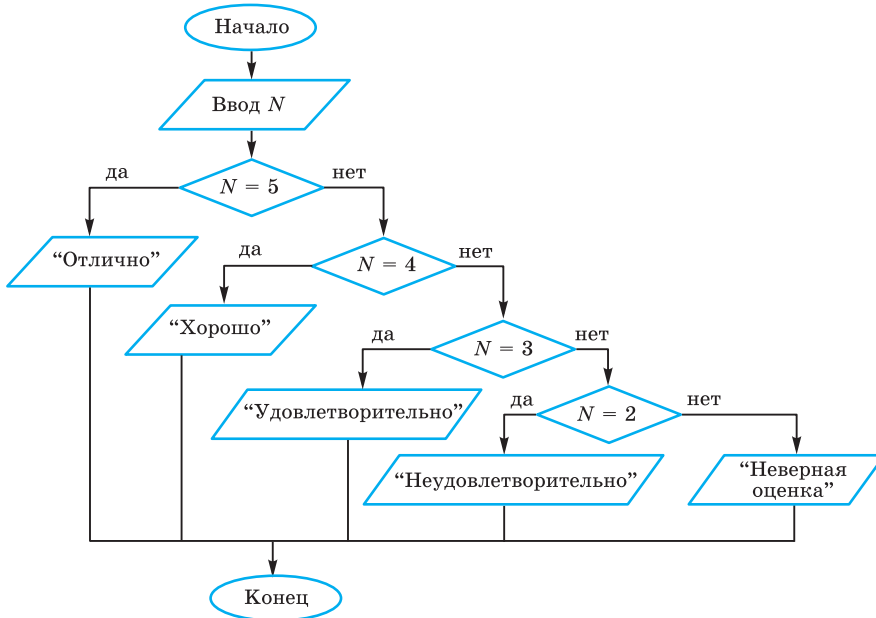 Начало
Ввод N
да
нет
N = 5
“Отлично”
да
нет
N = 4
“Хорошо”
да
нет
N = 3
“Удовлетворительно”
да
нет
N = 2
“Неудовлетворительно”
“Неверная
оценка”
Конец